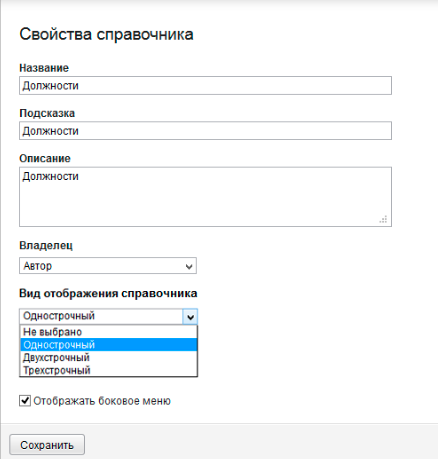 Свойства справочника
Название
Должности
Подсказка
Должности
Описание
Должности
Владелец
Автор
Вид отображения справочника
Однострочный
Не выбрано
Однострочный
Двухстрочный
Трехстрочный
Отображать боковое меню
Сохранить